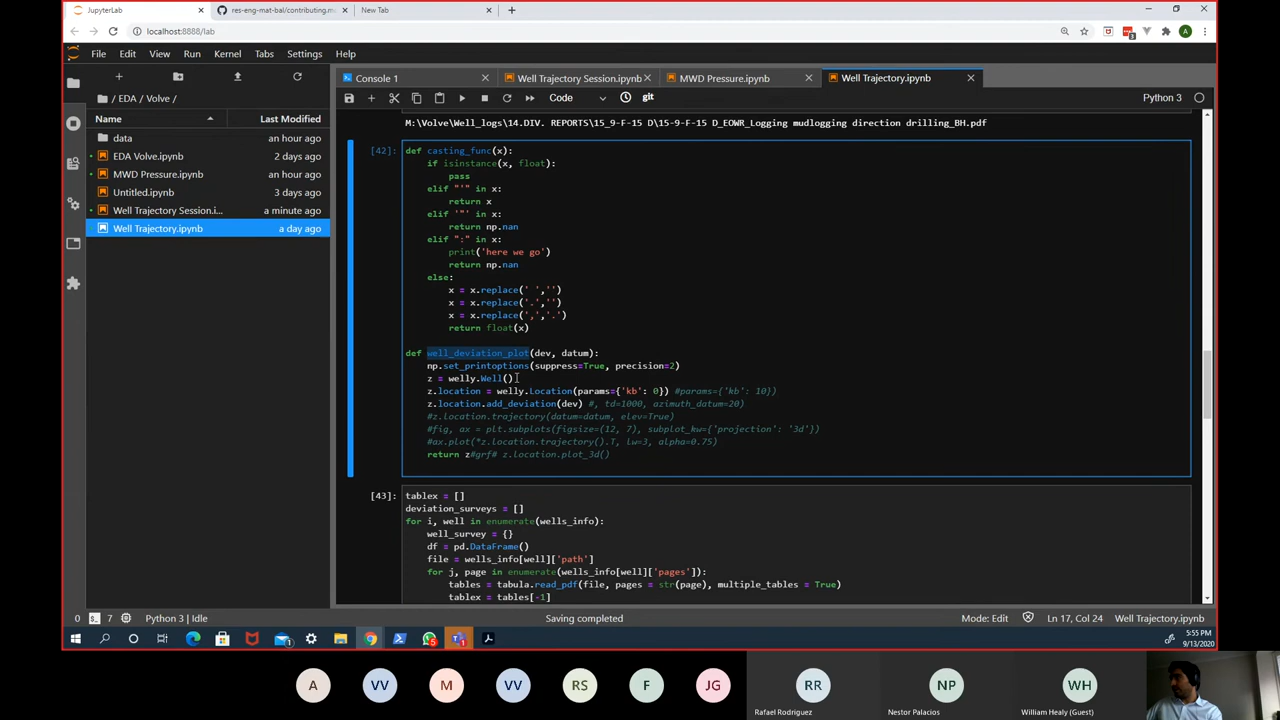 JupyterLab
res-eng-mat-bal/contributing.m
New Tab
localhost:8888/lab
File Edit View Run Kernel Tabs Settings Help
Console 1
Well Trajectory Session.ipynb
MWD Pressure.ipynb
Well Trajectory.ipynb
Code
git
Python 3
/ EDA / Volve /
Name
Last Modified
data an hour ago
EDA Volve.ipynb 2 days ago
MWD Pressure.ipynb an hour ago
Untitled.ipynb 3 days ago
Well Trajectory Session.i... a minute ago
Well Trajectory.ipynb a day ago
M:\Volve\Well_logs\14.DIV. REPORTS\15_9-F-15 D\15-9-F-15 D_EOWR_Logging mudlogging direction drilling_BH.pdf
[42]:
def casting_func(x):
if isinstance(x, float):
pass
elif "'" in x:
return x
elif '"' in x:
return np.nan
elif ":" in x:
print('here we go')
return np.nan
else:
x = x.replace(' ','')
x = x.replace('.','')
x = x.replace(',','.')
return float(x)
def well_deviation_plot(dev, datum):
np.set_printoptions(suppress=True, precision=2)
z = welly.Well()
z.location = welly.Location(params={'kb': 0}) #params={'kb': 10})
z.location.add_deviation(dev) #, td=1000, azimuth_datum=20)
#z.location.trajectory(datum=datum, elev=True)
#fig, ax = plt.subplots(figsize=(12, 7), subplot_kw={'projection': '3d'})
#ax.plot(*z.location.trajectory().T, lw=3, alpha=0.75)
return z#grf# z.location.plot_3d()
[43]:
tablex = []
deviation_surveys = []
for i, well in enumerate(wells_info):
well_survey = {}
df = pd.DataFrame()
file = wells_info[well]['path']
for j, page in enumerate(wells_info[well]['pages']):
tables = tabula.read_pdf(file, pages = str(page), multiple_tables = True)
tablex = tables[-1]
0 7 Python 3 | Idle
Saving completed
Mode: Edit
Ln 17, Col 24
Well Trajectory.ipynb
5:55 PM
9/13/2020
A
VV
M
VV
RS
F
JG
RR
NP
WH
Rafael Rodriguez
Nestor Palacios
William Healy (Guest)